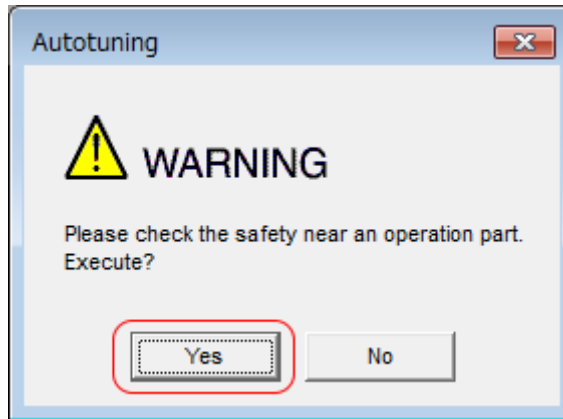 Autotuning
WARNING
Please check the safety near an operation part.
Execute?
Yes
No